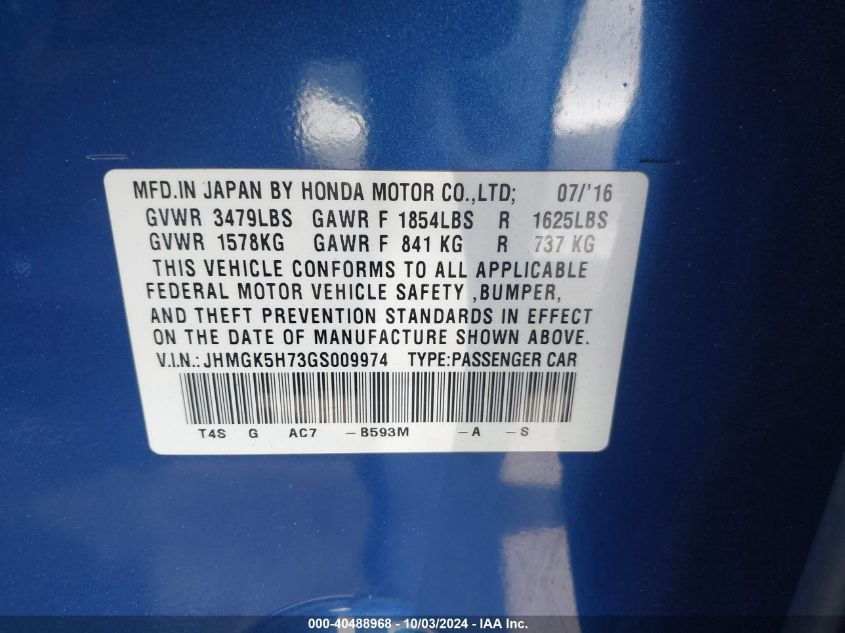 MFD.IN JAPAN BY HONDA MOTOR CO.,LTD; 07/'16
GVWR 3479LBS GAWR F 1854LBS R 1625LBS
GVWR 1578KG GAWR F 841 KG R 737 KG
THIS VEHICLE CONFORMS TO ALL APPLICABLE
FEDERAL MOTOR VEHICLE SAFETY ,BUMPER,
AND THEFT PREVENTION STANDARDS IN EFFECT
ON THE DATE OF MANUFACTURE SHOWN ABOVE.
V.I.N.:JHMGK5H73GS009974 TYPE:PASSENGER CAR
T4S G AC7 -B593M -A -S
000-40488968 - 10/03/2024 - IAA Inc.